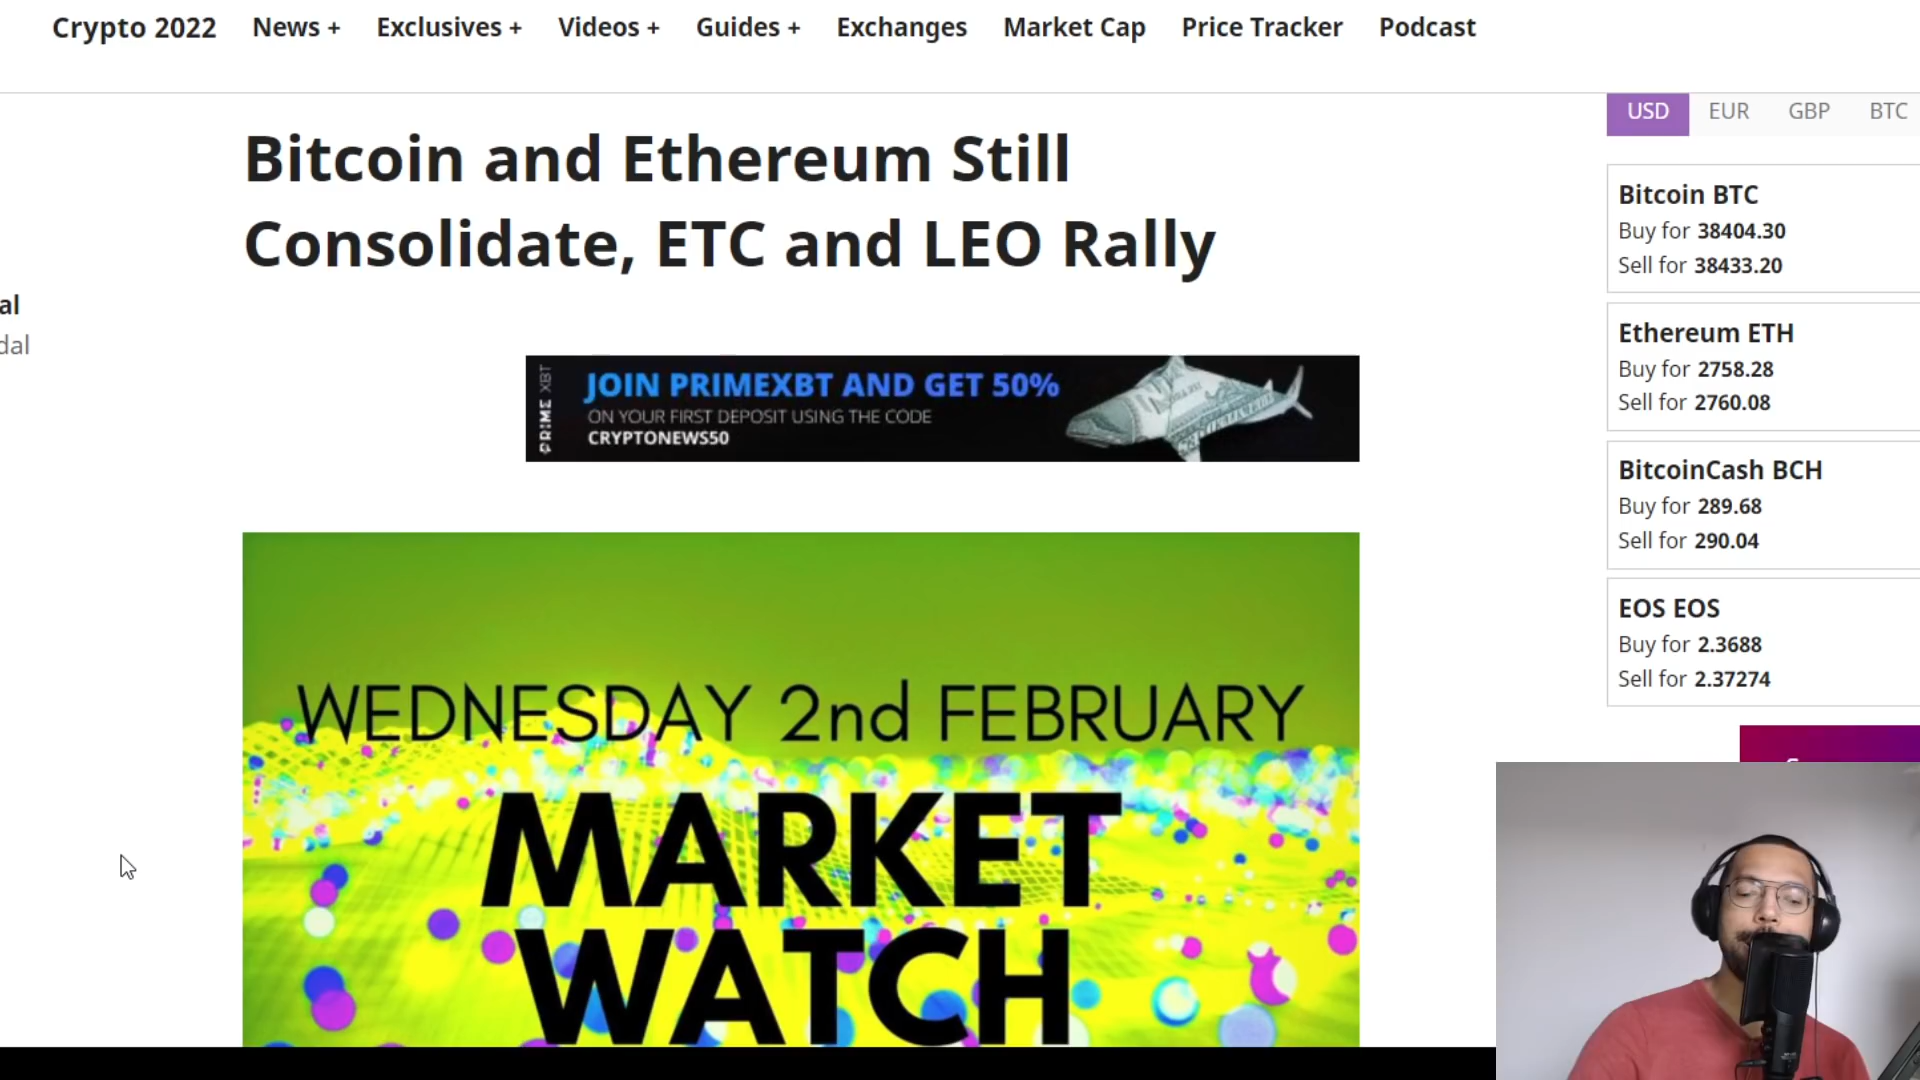 Crypto 2022 News + Exclusives + Videos + Guides + Exchanges Market Cap Price Tracker Podcast
al
dal
Bitcoin and Ethereum Still
Consolidate, ETC and LEO Rally
PRIME XBT
JOIN PRIMEXBT AND GET 50%
ON YOUR FIRST DEPOSIT USING THE CODE
CRYPTONEWS50
WEDNESDAY 2nd FEBRUARY
MARKET
WATCH
USD EUR GBP BTC
Bitcoin BTC
Buy for 38404.30
Sell for 38433.20
Ethereum ETH
Buy for 2758.28
Sell for 2760.08
BitcoinCash BCH
Buy for 289.68
Sell for 290.04
EOS EOS
Buy for 2.3688
Sell for 2.37274